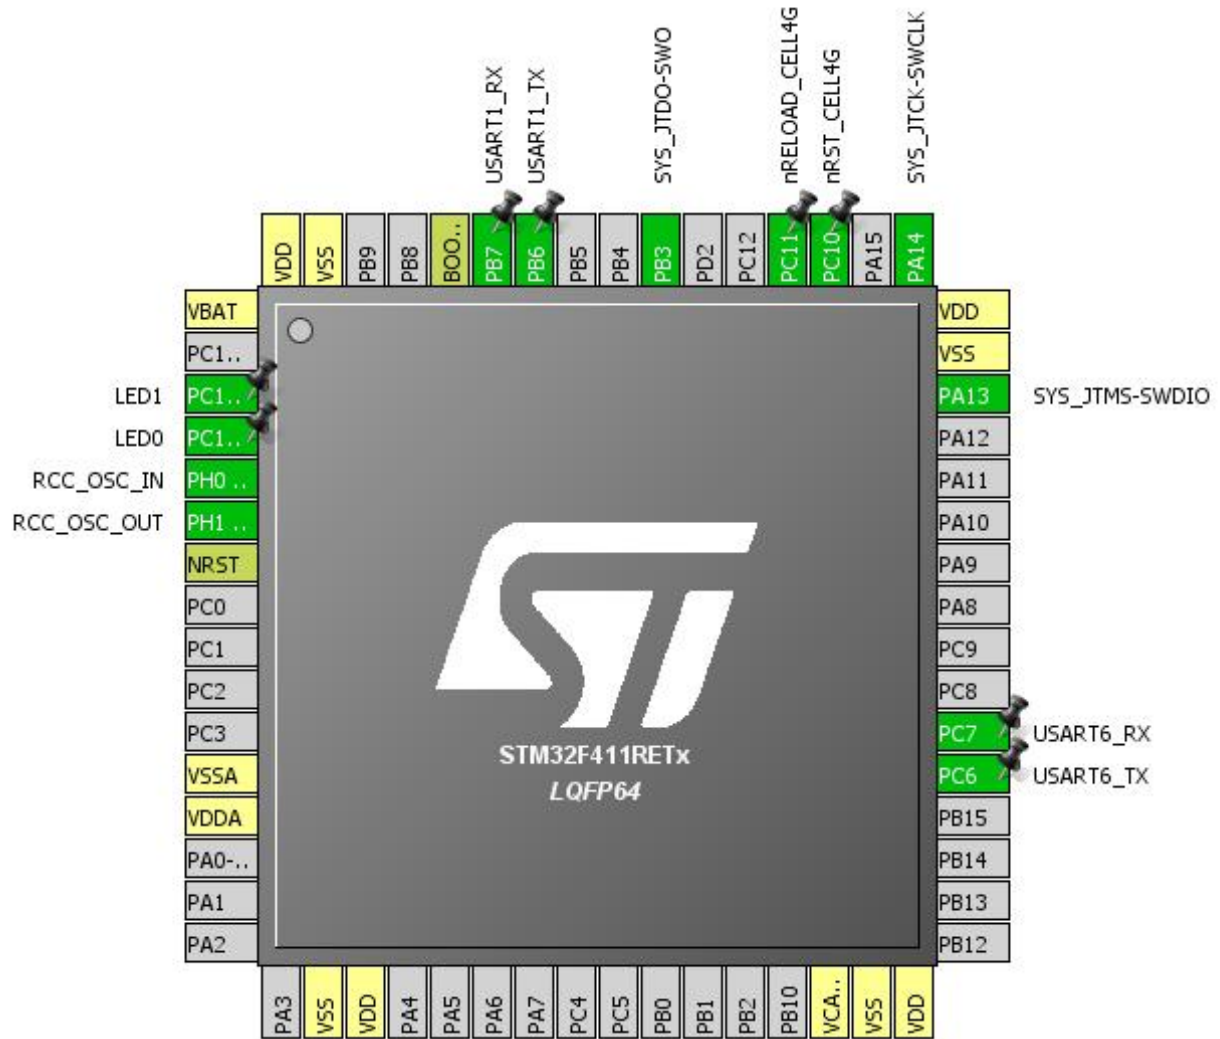 USART1_RX
USART1_TX
SYS_JTDO-SWO
nRELOAD_CELL4G
nRST_CELL4G
SYS_JTCK-SWCLK
VDD
VSS
PB9
PB8
BOO..
PB7
PB6
PB5
PB4
PB3
PD2
PC12
PC11
PC10
PA15
PA14
VBAT
PC1..
LED1 PC1..
LED0 PC1..
RCC_OSC_IN PH0 ..
RCC_OSC_OUT PH1 ..
NRST
PC0
PC1
PC2
PC3
VSSA
VDDA
PA0-..
PA1
PA2
ST
STM32F411RETx
LQFP64
VDD
VSS
PA13 SYS_JTMS-SWDIO
PA12
PA11
PA10
PA9
PA8
PC9
PC8
PC7 USART6_RX
PC6 USART6_TX
PB15
PB14
PB13
PB12
PA3
VSS
VDD
PA4
PA5
PA6
PA7
PC4
PC5
PB0
PB1
PB2
PB10
VCA..
VSS
VDD